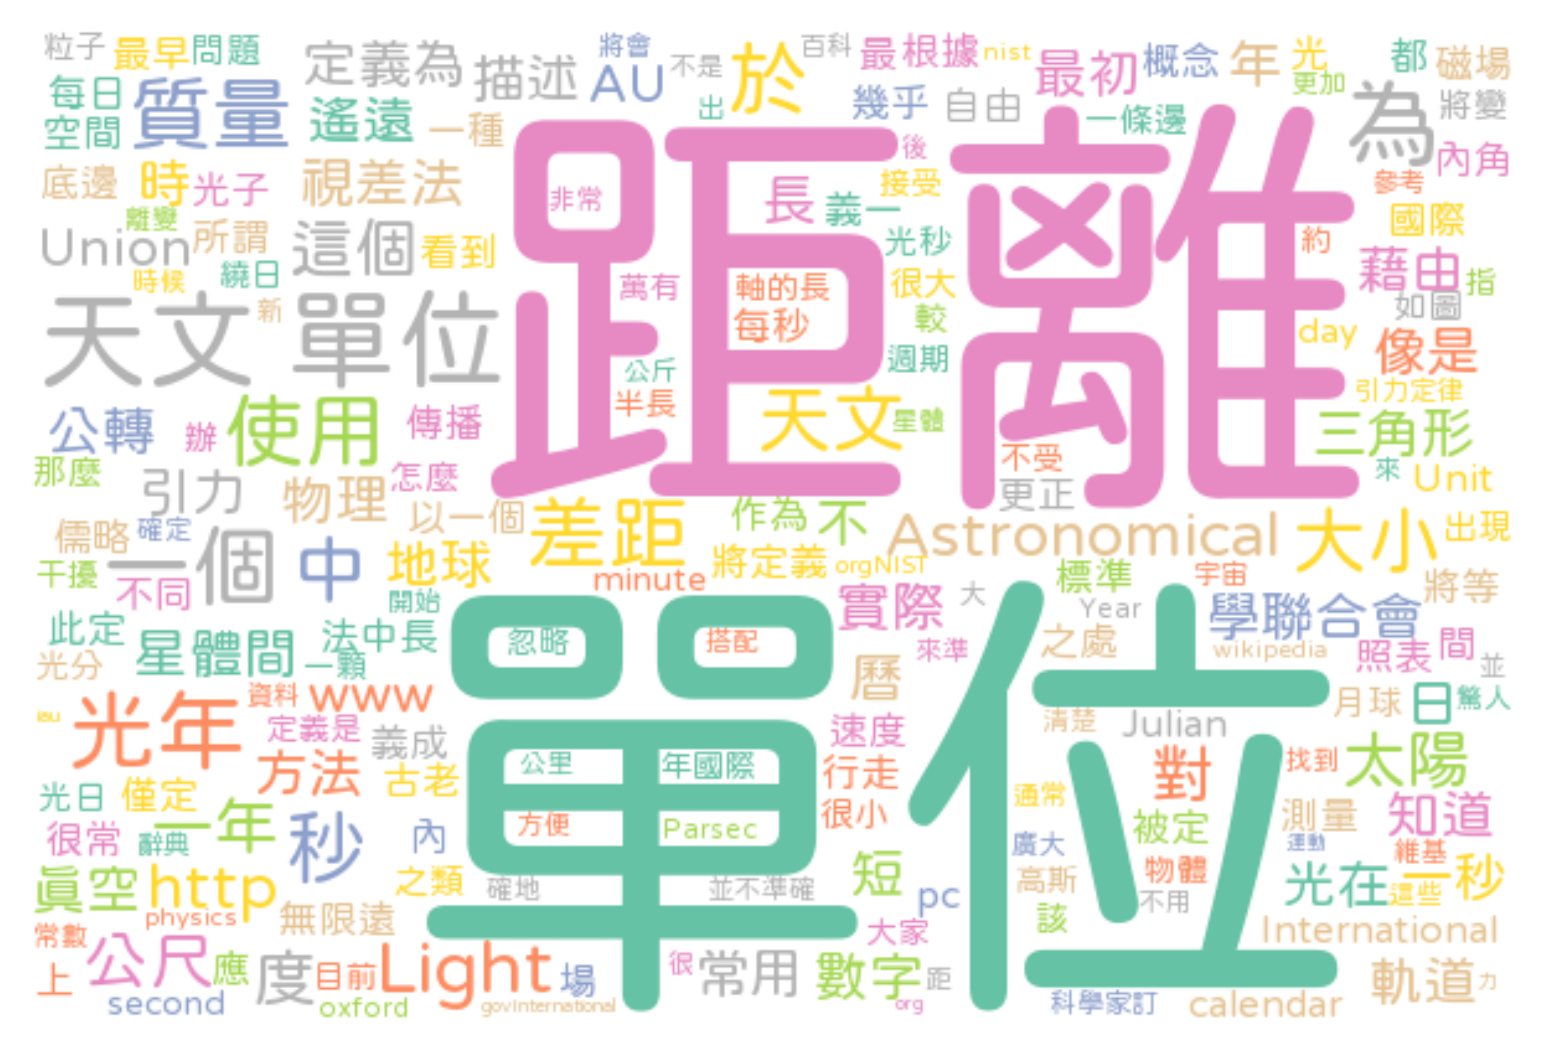 粒子 最早 問題 定義為 描述 將會 AU 不是 於 百科 最根據 nist 最初 概念 年 光 更加 都 磁場
每日 質量 遙遠 一種 出 幾乎 自由 一條邊 為 將變
空間 後 內角
底邊 時 光子 視差法 非常 長 義一 接受 參考
離變 距離 國際
Union 所謂 這個 看到 光秒 約 藉由 指
時候 繞日 新 萬有 軸的長 很大 如圖
天文 單位 每秒 較 day 像是
公斤 週期 引力定律
公轉 辦 使用 傳播 半長 天文 星體 三角形
那麼 引力 物理 怎麼 不受 來 Unit
以一個 差距 作為 不 更正 Astronomical 大小 出現
儒略 確定 一個 中 地球 將定義 orgNIST 標準 宇宙 將等
干擾 不同 開始 minute 實際 大 Year 學聯合會
此定 星體間 法中長 忽略 搭配 來準 之處 wikipedia 照表 間 並
光分 一顆 單位 曆
iau 光年 資料 www 月球 日 驚人
定義是 義成 速度 清楚 Julian
方法 古老 公里 年國際 行走 對 找到 太陽
光日 僅定 很小 通常 測量 知道
很常 辭典 一年 秒 內 方便 Parsec 廣大 被定 運動 維基
真空 http 之類 確地 並不準確 短 pc 高斯 物體 光在 這些 一秒
physics 無限遠 不用
常數 公尺 應 大家 該 International
上 度 目前 Light 場 很 常用 數字 距 軌道 力
second oxford govInternational org 科學家訂 calendar